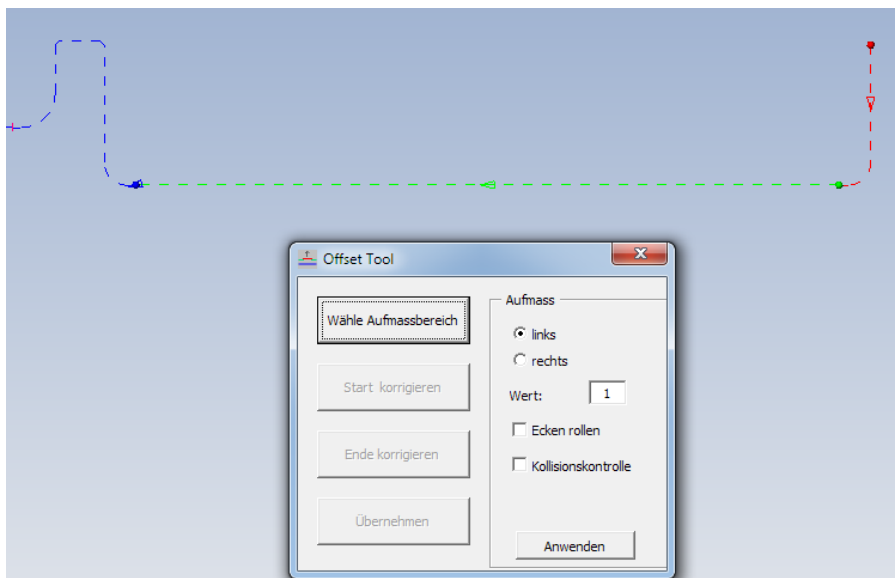 Offset Tool
Wähle Aufmassbereich
Start korrigieren
Ende korrigieren
Übernehmen
Aufmass
links
rechts
Wert: 1
Ecken rollen
Kollisionskontrolle
Anwenden